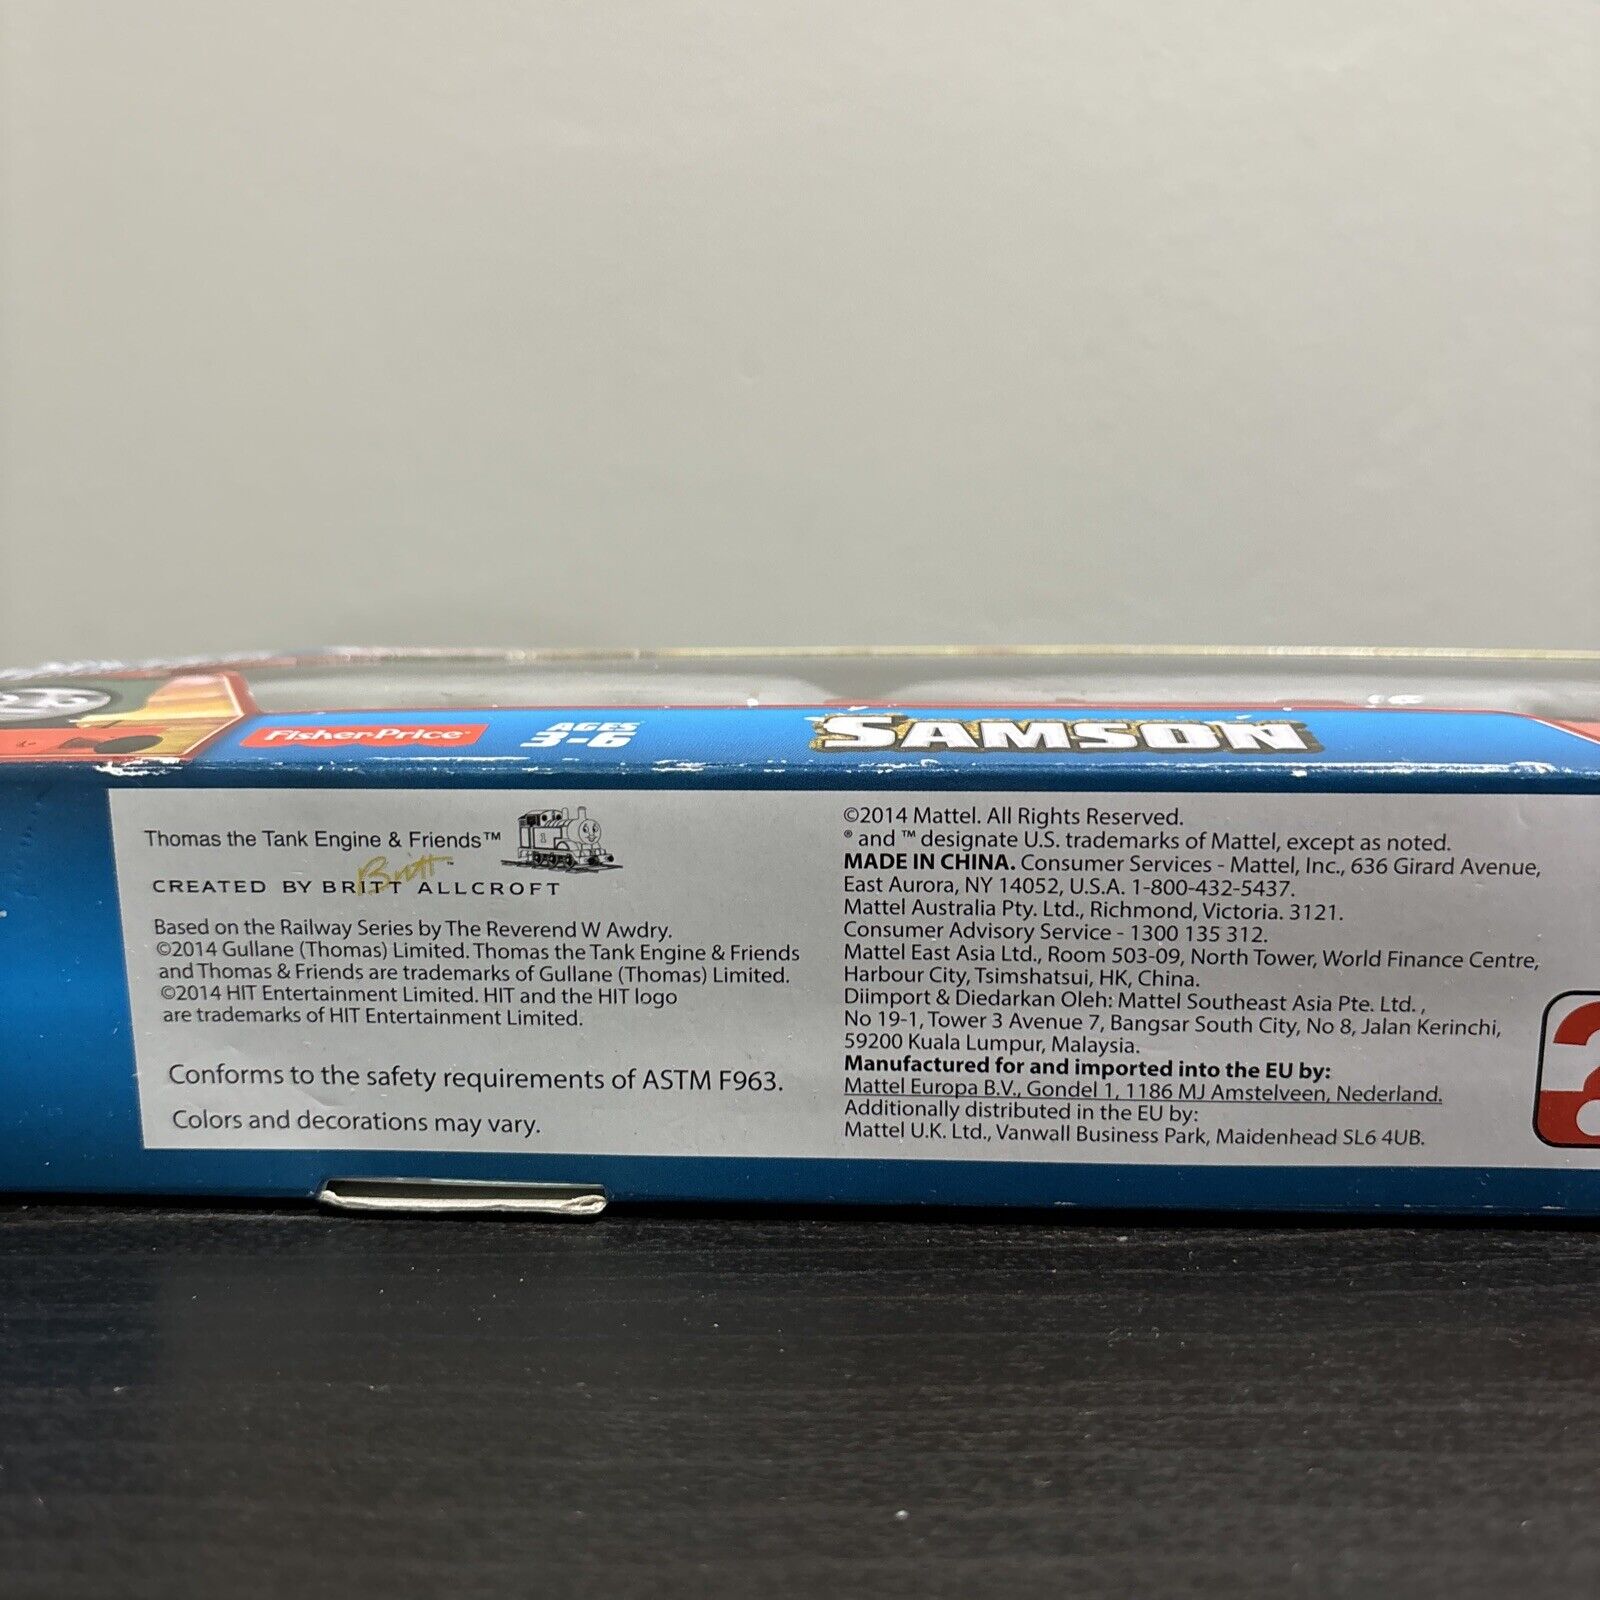 Fisher-Price
AGES
3-6
SAMSON
Thomas the Tank Engine & Friends™
1
Britt™
CREATED BY BRITT ALLCROFT
Based on the Railway Series by The Reverend W Awdry.
©2014 Gullane (Thomas) Limited. Thomas the Tank Engine & Friends
and Thomas & Friends are trademarks of Gullane (Thomas) Limited.
©2014 HIT Entertainment Limited. HIT and the HIT logo
are trademarks of HIT Entertainment Limited.
Conforms to the safety requirements of ASTM F963.
Colors and decorations may vary.
©2014 Mattel. All Rights Reserved.
® and ™ designate U.S. trademarks of Mattel, except as noted.
MADE IN CHINA. Consumer Services - Mattel, Inc., 636 Girard Avenue,
East Aurora, NY 14052, U.S.A. 1-800-432-5437.
Mattel Australia Pty. Ltd., Richmond, Victoria. 3121.
Consumer Advisory Service - 1300 135 312.
Mattel East Asia Ltd., Room 503-09, North Tower, World Finance Centre,
Harbour City, Tsimshatsui, HK, China.
Diimport & Diedarkan Oleh: Mattel Southeast Asia Pte. Ltd. ,
No 19-1, Tower 3 Avenue 7, Bangsar South City, No 8, Jalan Kerinchi,
59200 Kuala Lumpur, Malaysia.
Manufactured for and imported into the EU by:
Mattel Europa B.V., Gondel 1, 1186 MJ Amstelveen, Nederland.
Additionally distributed in the EU by:
Mattel U.K. Ltd., Vanwall Business Park, Maidenhead SL6 4UB.